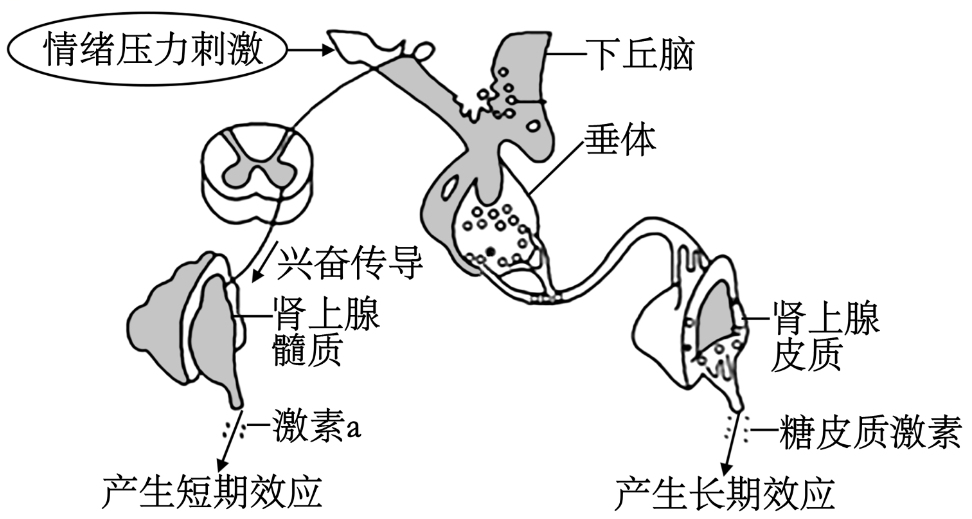 情绪压力刺激
下丘脑
垂体
兴奋传导
肾上腺
髓质
肾上腺
皮质
激素a
糖皮质激素
产生短期效应
产生长期效应